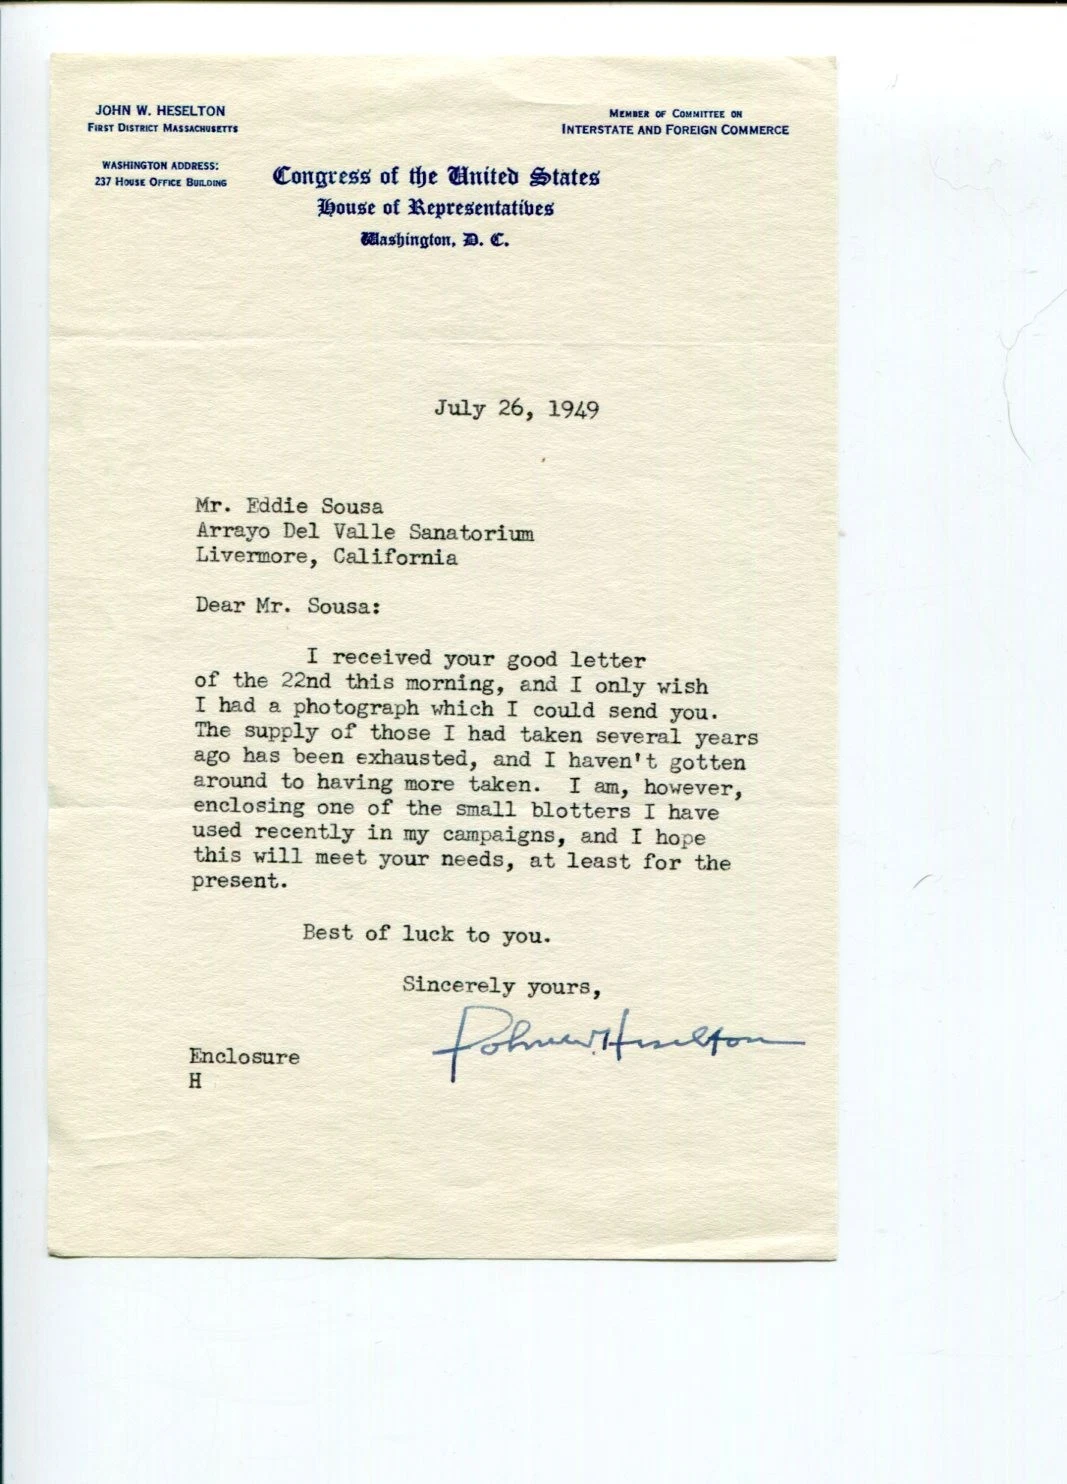 JOHN W. HESELTON
FIRST DISTRICT MASSACHUSETTS
WASHINGTON ADDRESS:
237 HOUSE OFFICE BUILDING
MEMBER OF COMMITTEE ON
INTERSTATE AND FOREIGN COMMERCE
Congress of the United States
House of Representatives
Washington, D. C.
July 26, 1949
Mr. Eddie Sousa
Arrayo Del Valle Sanatorium
Livermore, California
Dear Mr. Sousa:
I received your good letter
of the 22nd this morning, and I only wish
I had a photograph which I could send you.
The supply of those I had taken several years
ago has been exhausted, and I haven't gotten
around to having more taken. I am, however,
enclosing one of the small blotters I have
used recently in my campaigns, and I hope
this will meet your needs, at least for the
present.
Best of luck to you.
Sincerely yours,
John W. Heselton
Enclosure
H